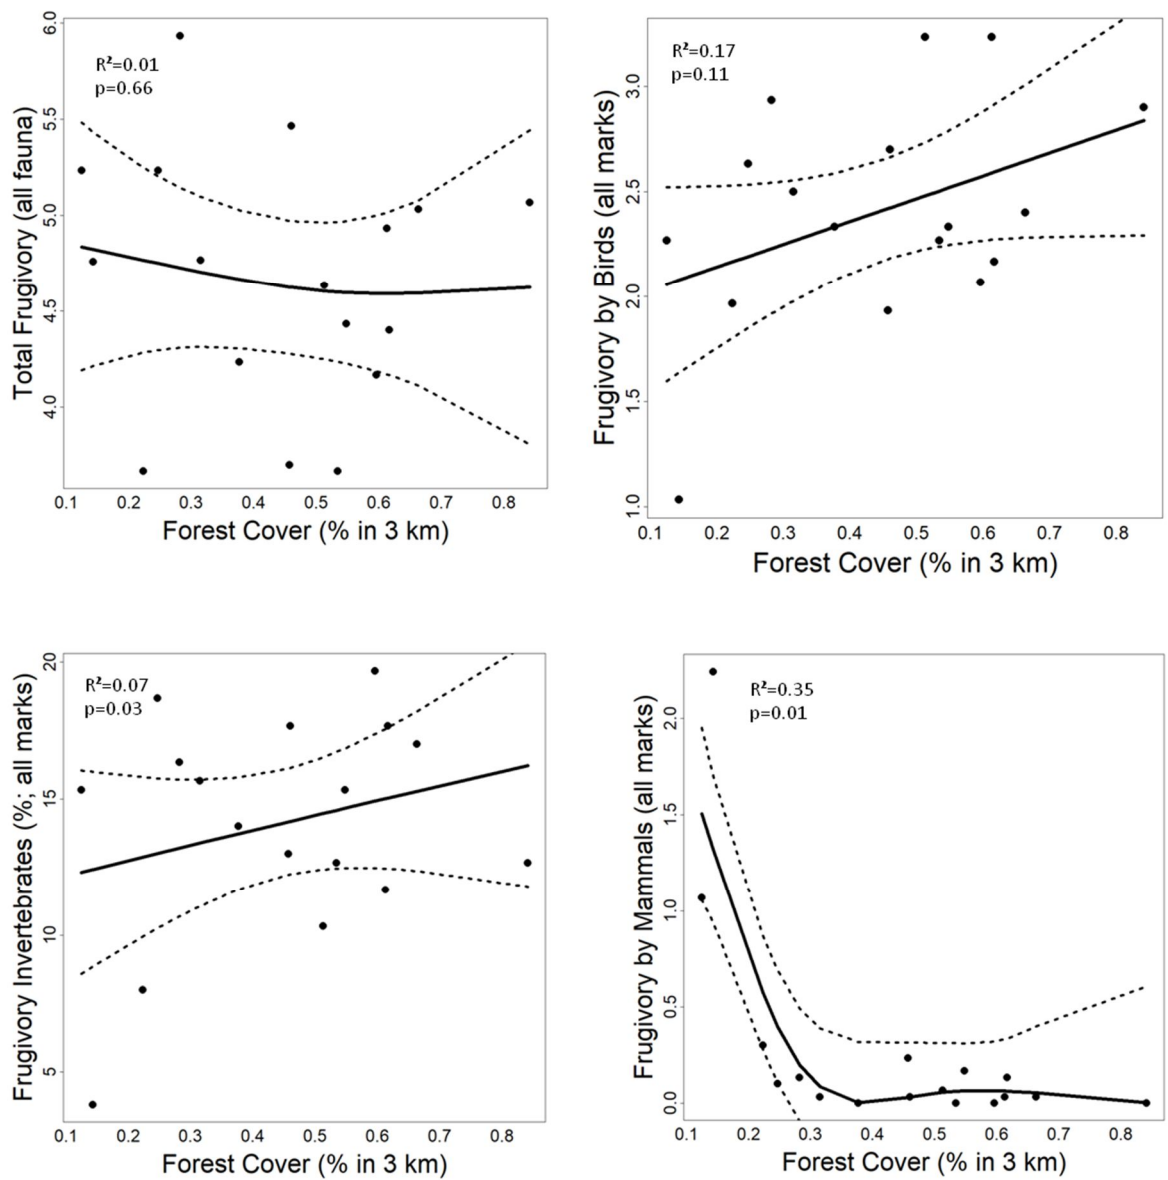 R²=0.01
p=0.66
Total Frugivory (all fauna)
6.0
5.5
5.0
4.5
4.0
0.1 0.2 0.3 0.4 0.5 0.6 0.7 0.8
Forest Cover (% in 3 km)
R²=0.17
p=0.11
Frugivory by Birds (all marks)
3.0
2.5
2.0
1.5
1.0
0.1 0.2 0.3 0.4 0.5 0.6 0.7 0.8
Forest Cover (% in 3 km)
R²=0.07
p=0.03
Frugivory Invertebrates (%; all marks)
20
15
10
5
0.1 0.2 0.3 0.4 0.5 0.6 0.7 0.8
Forest Cover (% in 3 km)
R²=0.35
p=0.01
Frugivory by Mammals (all marks)
2.0
1.5
1.0
0.5
0.0
0.1 0.2 0.3 0.4 0.5 0.6 0.7 0.8
Forest Cover (% in 3 km)